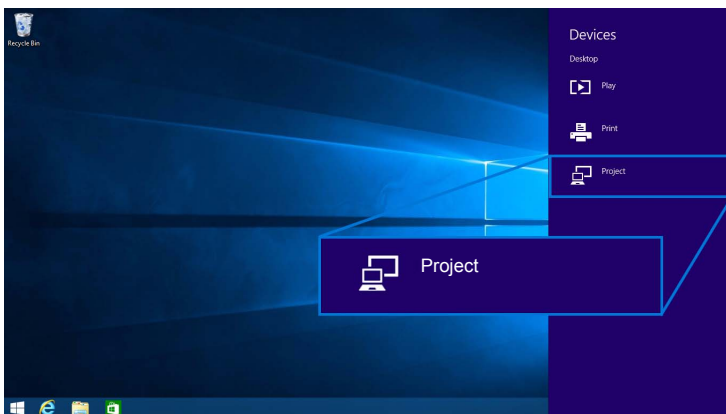 Recycle Bin
Devices
Desktop
Play
Print
Project
Project